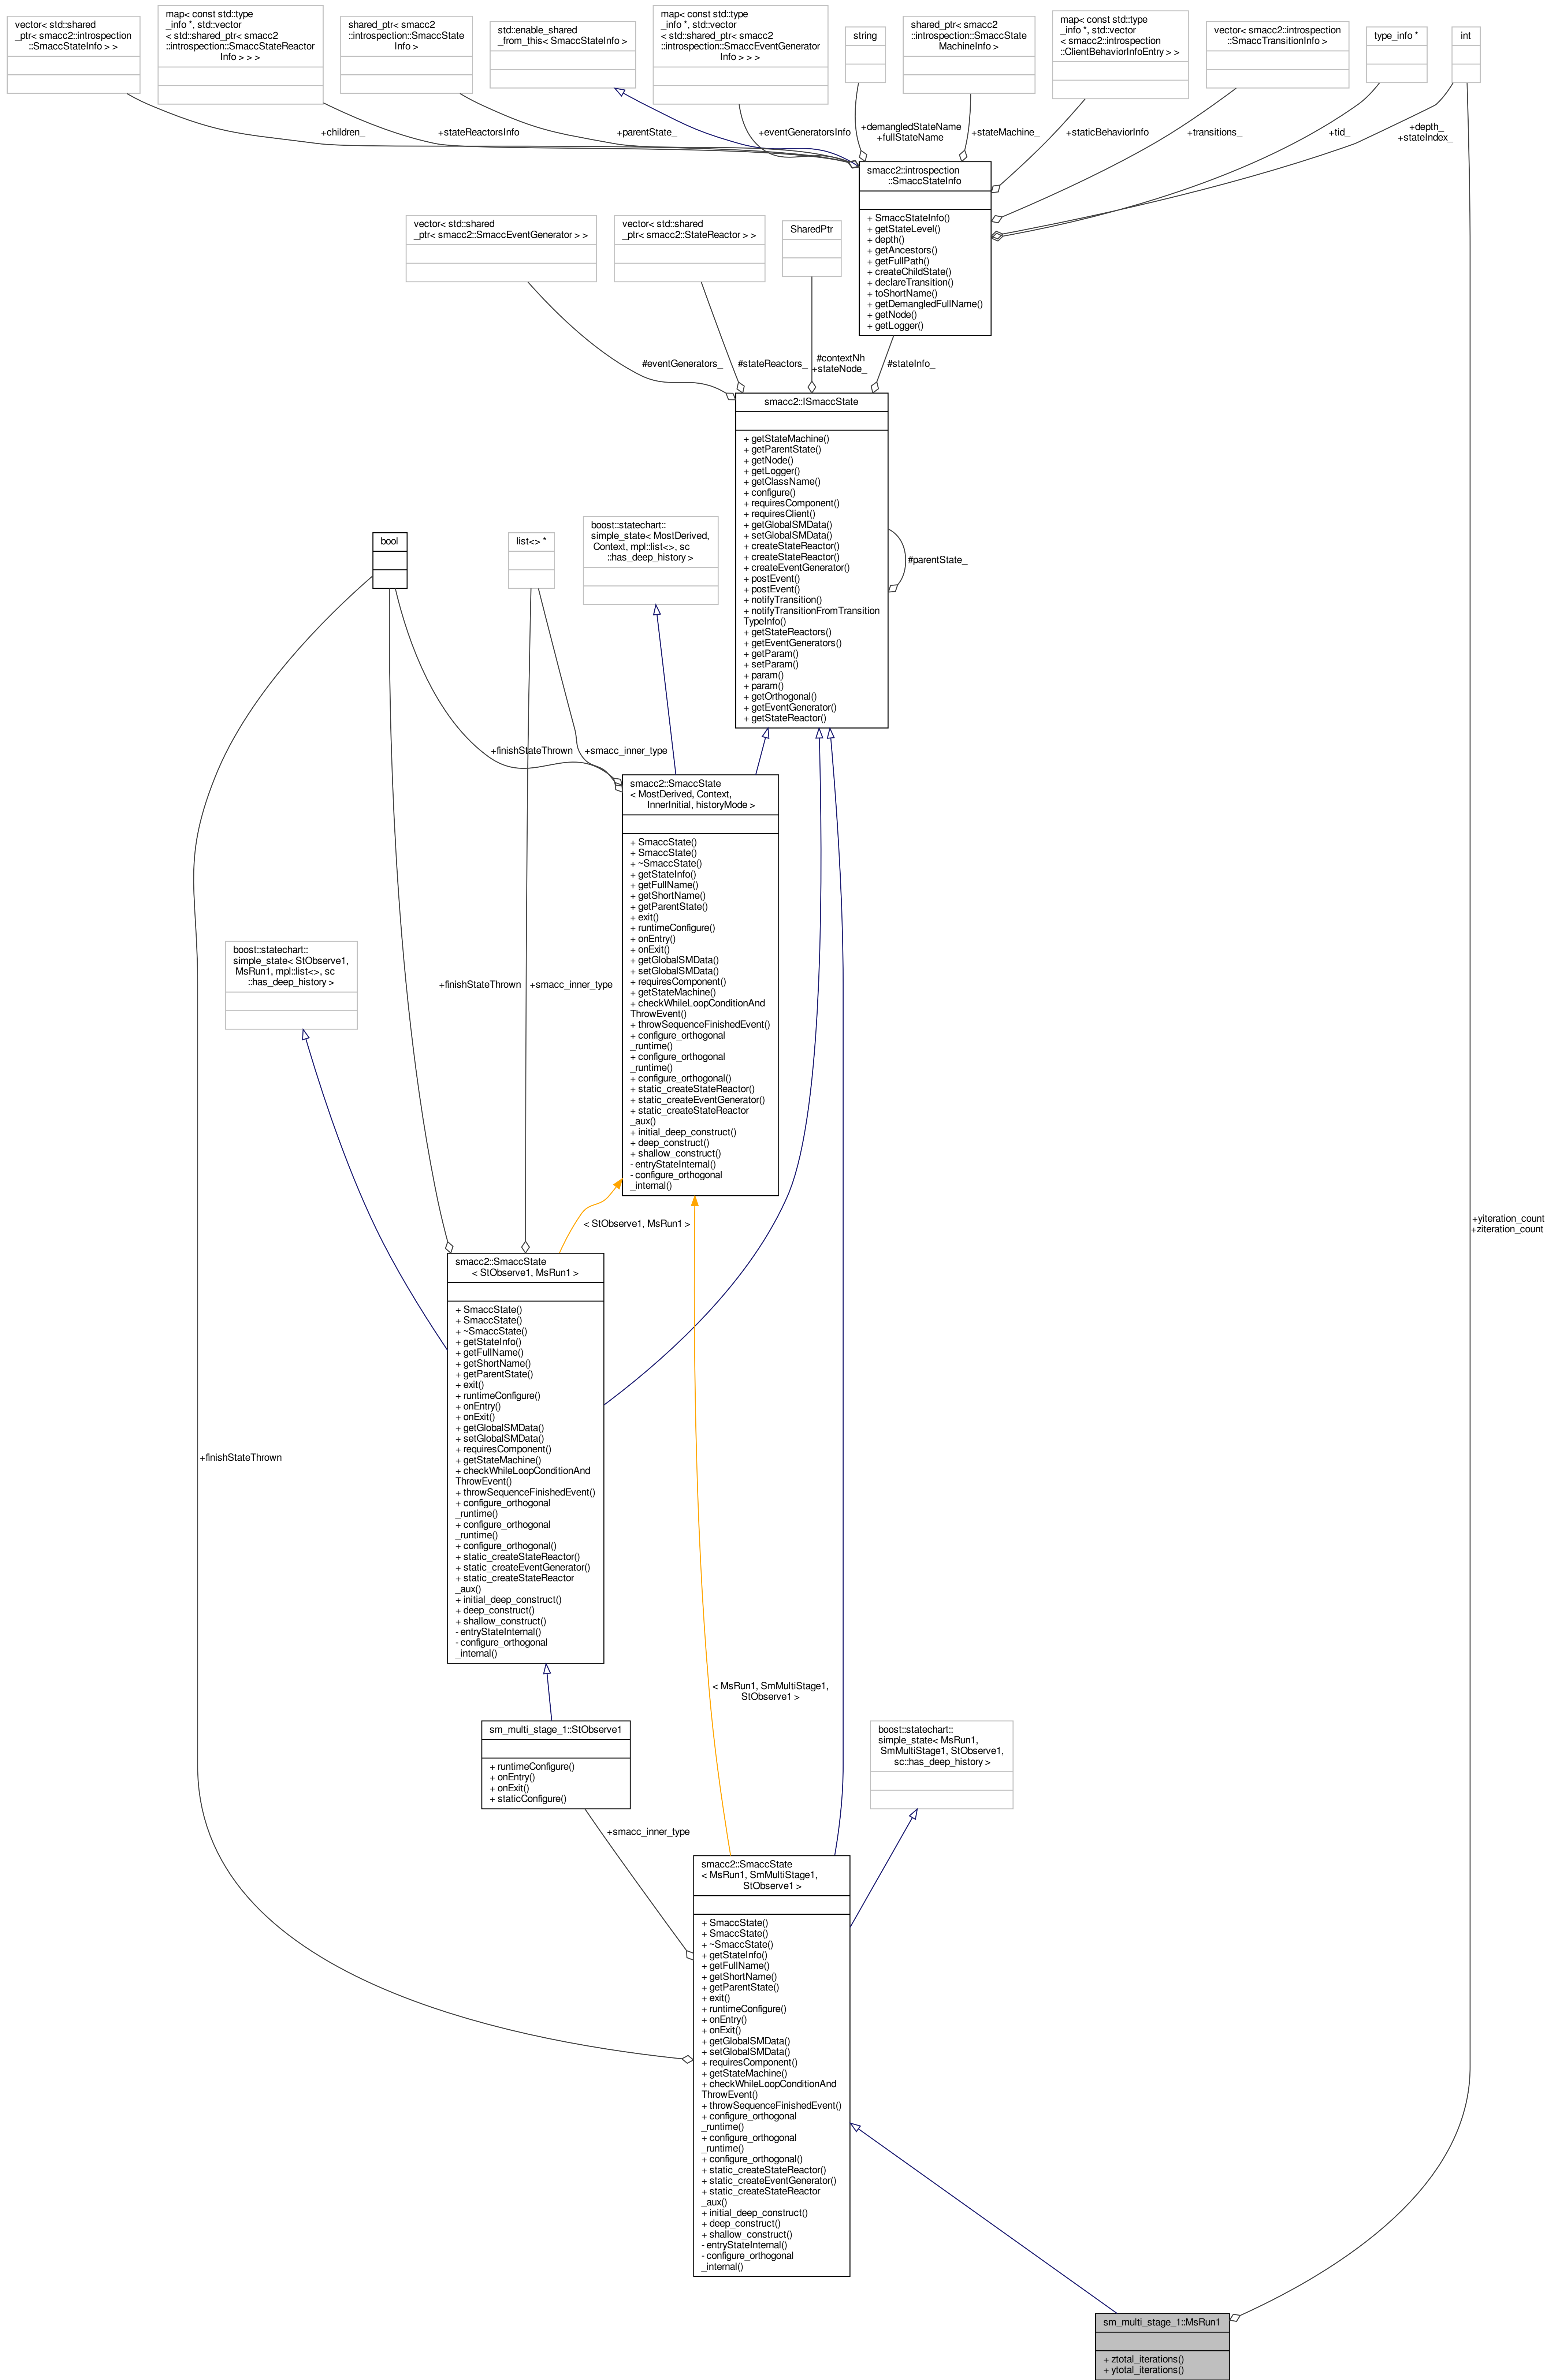 vector< std::shared
_ptr< smacc2::introspection
::SmaccStateInfo > >
map< const std::type
_info *, std::vector
< std::shared_ptr< smacc2
::introspection::SmaccStateReactor
Info > > >
shared_ptr< smacc2
::introspection::SmaccState
Info >
std::enable_shared
_from_this< SmaccStateInfo >
map< const std::type
_info *, std::vector
< std::shared_ptr< smacc2
::introspection::SmaccEventGenerator
Info > > >
string
shared_ptr< smacc2
::introspection::SmaccState
MachineInfo >
map< const std::type
_info *, std::vector
< smacc2::introspection
::ClientBehaviorInfoEntry > >
vector< smacc2::introspection
::SmaccTransitionInfo >
type_info *
int
+children_
+stateReactorsInfo
+parentState_
+eventGeneratorsInfo
+demangledStateName
+fullStateName
+stateMachine_
+staticBehaviorInfo
+transitions_
+tid_
+depth_
+stateIndex_
smacc2::introspection
::SmaccStateInfo
+ SmaccStateInfo()
+ getStateLevel()
+ depth()
+ getAncestors()
+ getFullPath()
+ createChildState()
+ declareTransition()
+ toShortName()
+ getDemangledFullName()
+ getNode()
+ getLogger()
vector< std::shared
_ptr< smacc2::SmaccEventGenerator > >
vector< std::shared
_ptr< smacc2::StateReactor > >
SharedPtr
#eventGenerators_
#stateReactors_
#contextNh
+stateNode_
#stateInfo_
smacc2::ISmaccState
+ getStateMachine()
+ getParentState()
+ getNode()
+ getLogger()
+ getClassName()
+ configure()
+ requiresComponent()
+ requiresClient()
+ getGlobalSMData()
+ setGlobalSMData()
+ createStateReactor()
+ createStateReactor()
+ createEventGenerator()
+ postEvent()
+ postEvent()
+ notifyTransition()
+ notifyTransitionFromTransition
TypeInfo()
+ getStateReactors()
+ getEventGenerators()
+ getParam()
+ setParam()
+ param()
+ param()
+ getOrthogonal()
+ getEventGenerator()
+ getStateReactor()
#parentState_
bool
list<> *
boost::statechart::
simple_state< MostDerived,
Context, mpl::list<>, sc
::has_deep_history >
+finishStateThrown
+smacc_inner_type
smacc2::SmaccState
< MostDerived, Context,
InnerInitial, historyMode >
+ SmaccState()
+ SmaccState()
+ ~SmaccState()
+ getStateInfo()
+ getFullName()
+ getShortName()
+ getParentState()
+ exit()
+ runtimeConfigure()
+ onEntry()
+ onExit()
+ getGlobalSMData()
+ setGlobalSMData()
+ requiresComponent()
+ getStateMachine()
+ checkWhileLoopConditionAnd
ThrowEvent()
+ throwSequenceFinishedEvent()
+ configure_orthogonal
_runtime()
+ configure_orthogonal
_runtime()
+ configure_orthogonal()
+ static_createStateReactor()
+ static_createEventGenerator()
+ static_createStateReactor
_aux()
+ initial_deep_construct()
+ deep_construct()
+ shallow_construct()
- entryStateInternal()
- configure_orthogonal
_internal()
boost::statechart::
simple_state< StObserve1,
MsRun1, mpl::list<>, sc
::has_deep_history >
+finishStateThrown
+smacc_inner_type
< StObserve1, MsRun1 >
+yiteration_count
+ziteration_count
smacc2::SmaccState
< StObserve1, MsRun1 >
+ SmaccState()
+ SmaccState()
+ ~SmaccState()
+ getStateInfo()
+ getFullName()
+ getShortName()
+ getParentState()
+ exit()
+ runtimeConfigure()
+ onEntry()
+ onExit()
+ getGlobalSMData()
+ setGlobalSMData()
+ requiresComponent()
+ getStateMachine()
+ checkWhileLoopConditionAnd
ThrowEvent()
+ throwSequenceFinishedEvent()
+ configure_orthogonal
_runtime()
+ configure_orthogonal
_runtime()
+ configure_orthogonal()
+ static_createStateReactor()
+ static_createEventGenerator()
+ static_createStateReactor
_aux()
+ initial_deep_construct()
+ deep_construct()
+ shallow_construct()
- entryStateInternal()
- configure_orthogonal
_internal()
+finishStateThrown
< MsRun1, SmMultiStage1,
StObserve1 >
sm_multi_stage_1::StObserve1
+ runtimeConfigure()
+ onEntry()
+ onExit()
+ staticConfigure()
boost::statechart::
simple_state< MsRun1,
SmMultiStage1, StObserve1,
sc::has_deep_history >
+smacc_inner_type
smacc2::SmaccState
< MsRun1, SmMultiStage1,
StObserve1 >
+ SmaccState()
+ SmaccState()
+ ~SmaccState()
+ getStateInfo()
+ getFullName()
+ getShortName()
+ getParentState()
+ exit()
+ runtimeConfigure()
+ onEntry()
+ onExit()
+ getGlobalSMData()
+ setGlobalSMData()
+ requiresComponent()
+ getStateMachine()
+ checkWhileLoopConditionAnd
ThrowEvent()
+ throwSequenceFinishedEvent()
+ configure_orthogonal
_runtime()
+ configure_orthogonal
_runtime()
+ configure_orthogonal()
+ static_createStateReactor()
+ static_createEventGenerator()
+ static_createStateReactor
_aux()
+ initial_deep_construct()
+ deep_construct()
+ shallow_construct()
- entryStateInternal()
- configure_orthogonal
_internal()
sm_multi_stage_1::MsRun1
+ ztotal_iterations()
+ ytotal_iterations()